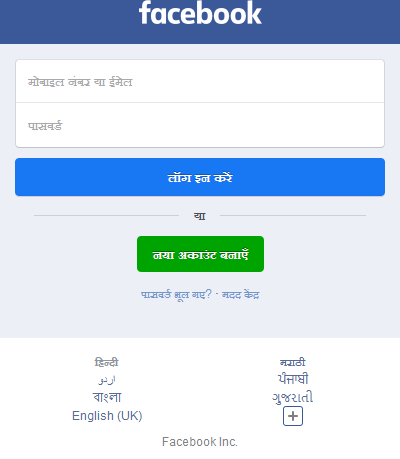 facebook
मोबाइल नंबर या ईमेल
पासवर्ड
लॉग इन करें
या
नया अकाउंट बनाएँ
पासवर्ड भूल गए? · मदद केंद्र
हिन्दी मराठी
اردو ਪੰਜਾਬੀ
বাংলা ગુજરાતી
English (UK) +
Facebook Inc.